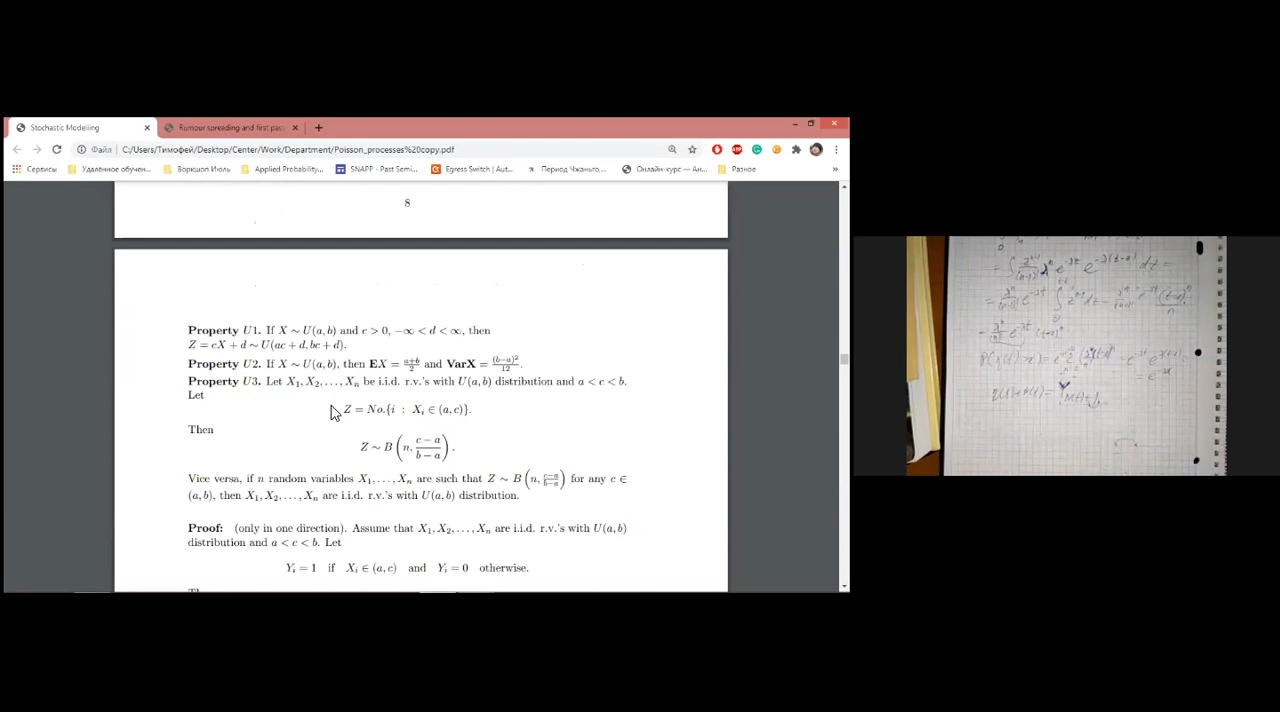 Stochastic Modelling
Rumour spreading and first pas
Файл
C:/Users/Тимофей/Desktop/Center/Work/Department/Poisson_processes%20copy.pdf
Сервисы
Удаленное обучен...
Воркшоп Июль
Applied Probability...
SNAPP - Past Semi...
Egress Switch | Aut...
Период Чжаньго,...
Онлайн-курс — Ан...
Разное
8
Property U1. If X ∼ U(a, b) and c > 0, −∞ < d < ∞, then
Z = cX + d ∼ U(ac + d, bc + d).
Property U2. If X ∼ U(a, b), then EX = (a+b)/2 and VarX = (b−a)²/12.
Property U3. Let X₁, X₂, . . . , Xₙ be i.i.d. r.v.'s with U(a, b) distribution and a < c < b.
Let
Z = No.{i : Xᵢ ∈ (a, c)}.
Then
Z ∼ B (n, (c − a)/(b − a)).
Vice versa, if n random variables X₁, . . . , Xₙ are such that Z ∼ B (n, (c−a)/(b−a)) for any c ∈
(a, b), then X₁, X₂, . . . , Xₙ are i.i.d. r.v.'s with U(a, b) distribution.
Proof: (only in one direction). Assume that X₁, X₂, . . . , Xₙ are i.i.d. r.v.'s with U(a, b)
distribution and a < c < b. Let
Yᵢ = 1 if Xᵢ ∈ (a, c) and Yᵢ = 0 otherwise.